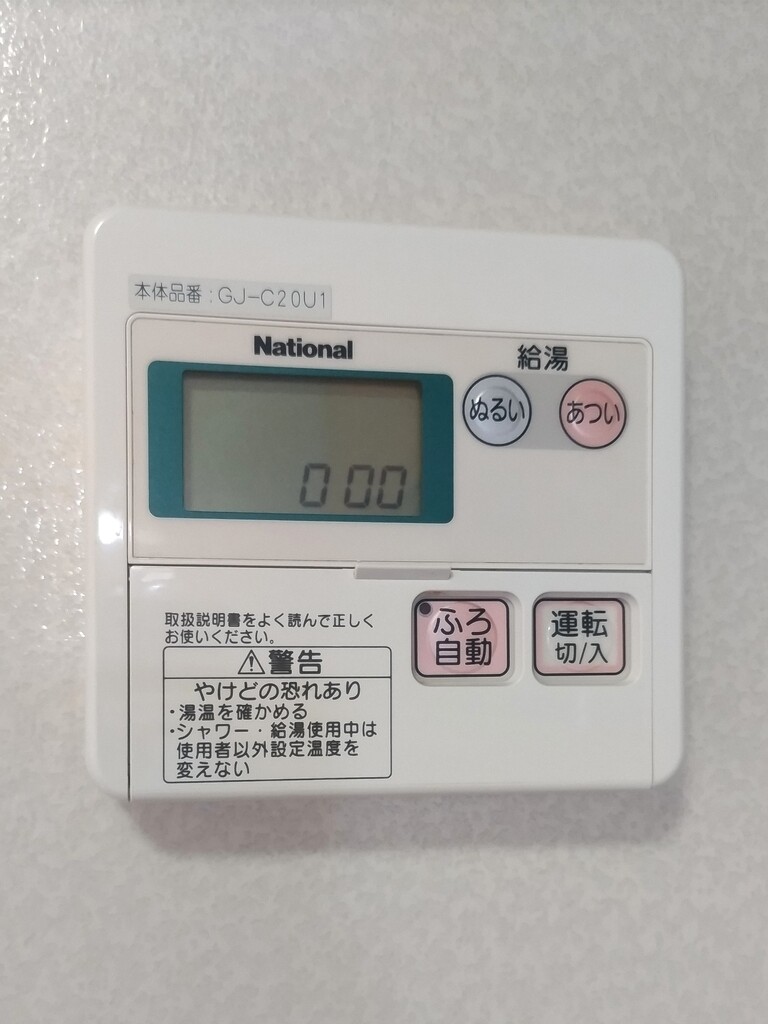 本体品番：GJ-C20U1
National
給湯
ぬるい
あつい
0 00
取扱説明書をよく読んで正しく
お使いください。
⚠警告
やけどの恐れあり
・湯温を確かめる
・シャワー・給湯使用中は
使用者以外設定温度を
変えない
ふろ
自動
運転
切/入